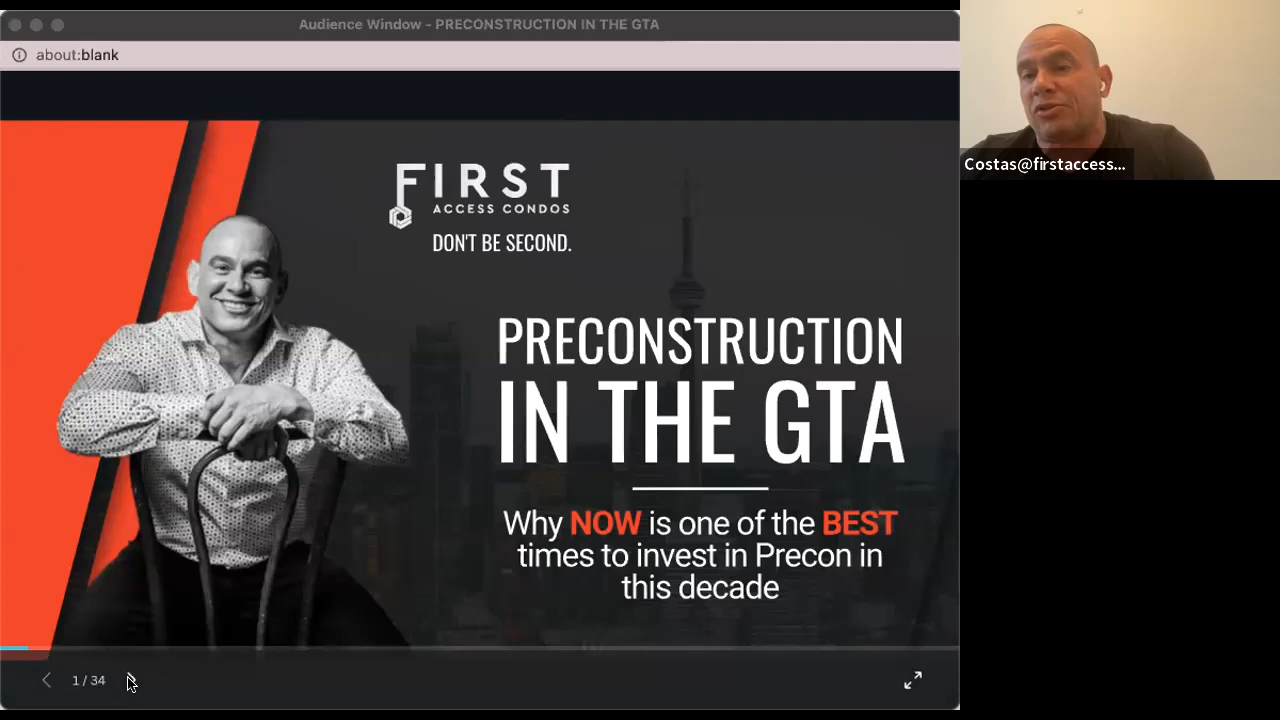 Audience Window - PRECONSTRUCTION IN THE GTA
about:blank
FIRST
ACCESS CONDOS
DON'T BE SECOND.
PRECONSTRUCTION
IN THE GTA
Why NOW is one of the BEST
times to invest in Precon in
this decade
1 / 34
Costas@firstaccess...